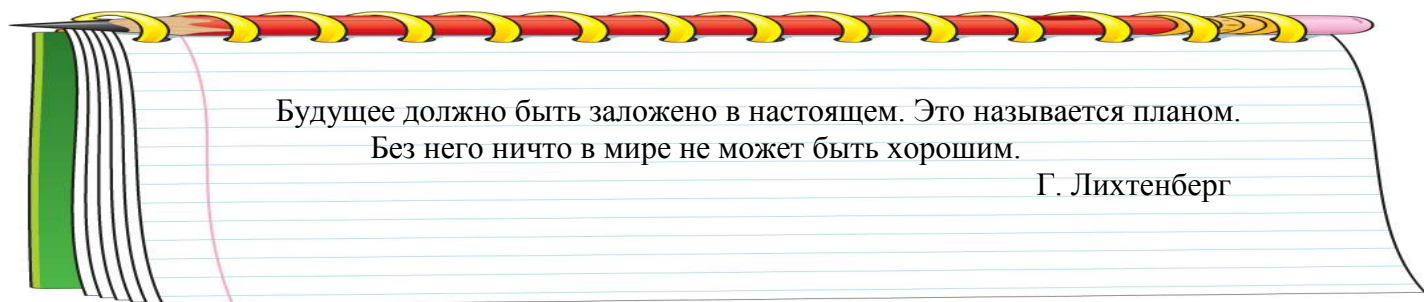 Будущее должно быть заложено в настоящем. Это называется планом.
Без него ничто в мире не может быть хорошим.
Г. Лихтенберг